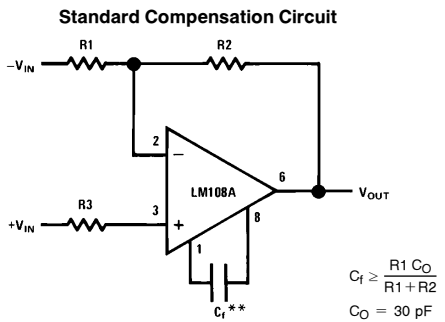 Standard Compensation Circuit
R1
R2
−VIN
2
−
LM108A
6
VOUT
R3
+VIN
3
+
1
8
Cf **
Cf ≥ R1 CO / R1 + R2
CO = 30 pF